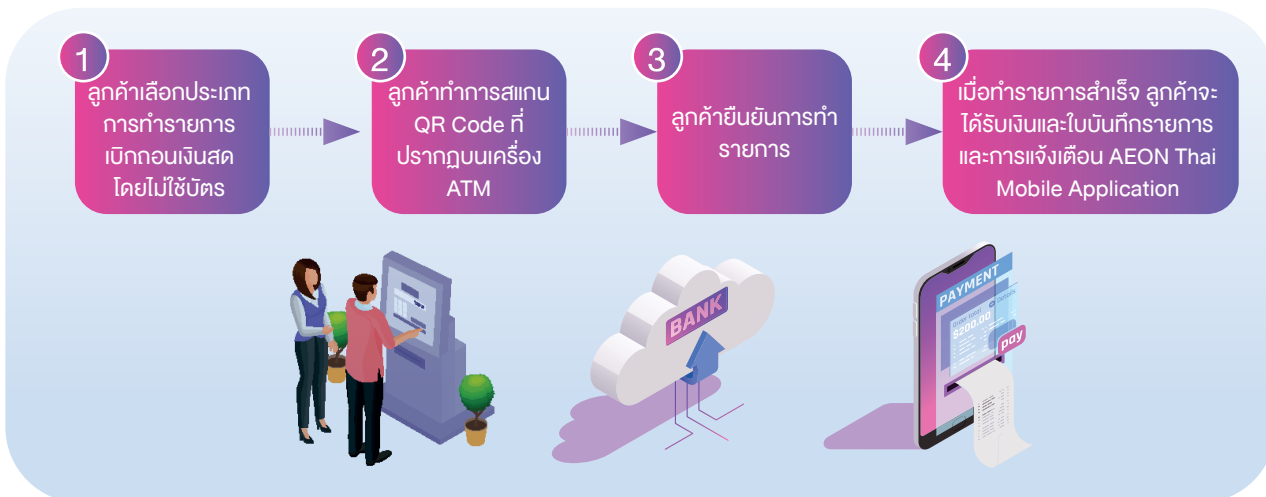 1
ลูกค้าเลือกประเภท
การทำรายการ
เบิกถอนเงินสด
โดยไม่ใช้บัตร
2
ลูกค้าทำการสแกน
QR Code ที่
ปรากฏบนเครื่อง
ATM
3
ลูกค้ายืนยันการทำ
รายการ
4
เมื่อทำรายการสำเร็จ ลูกค้าจะ
ได้รับเงินและใบบันทึกรายการ
และการแจ้งเตือน AEON Thai
Mobile Application
BANK
PAYMENT
Details
Order total
$200.00
pay